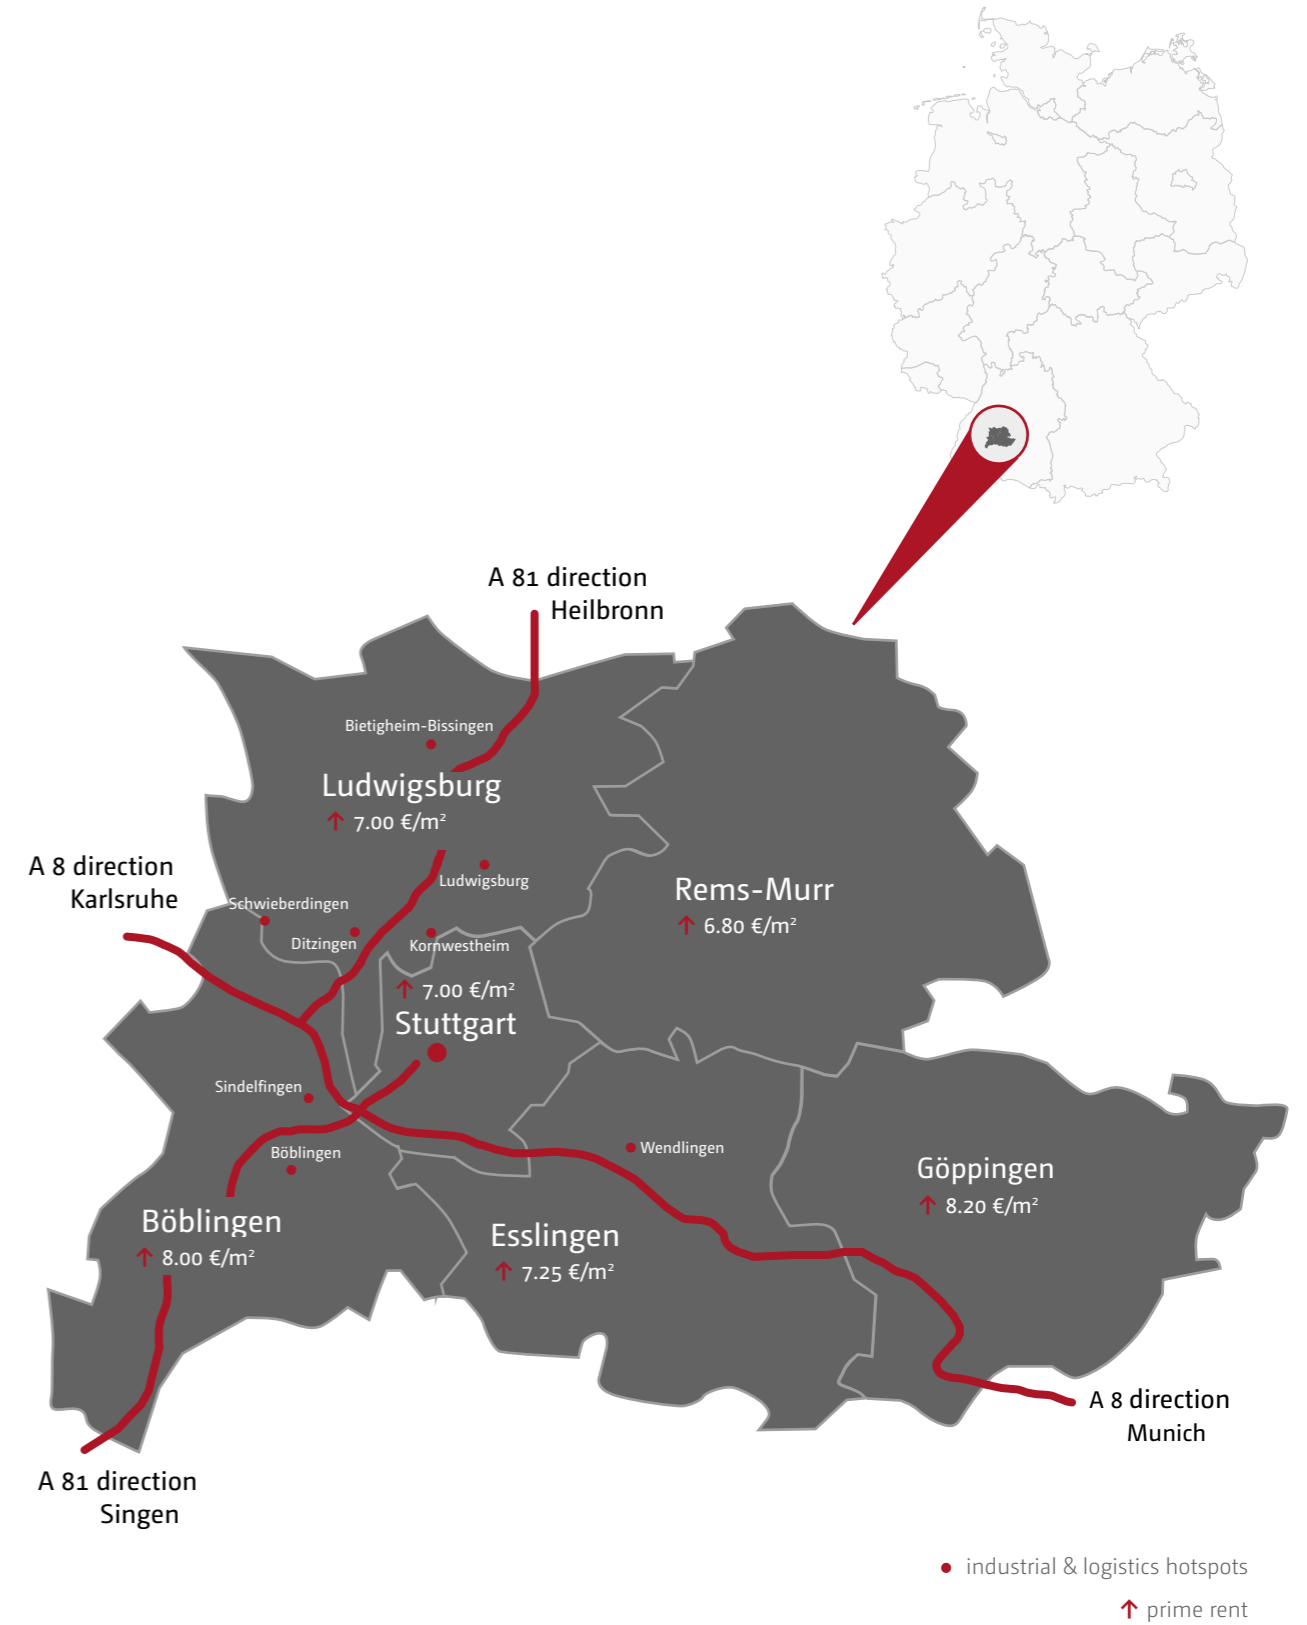 A 81 direction
Heilbronn
Bietigheim-Bissingen
Ludwigsburg
↑ 7.00 €/m²
A 8 direction
Karlsruhe
Ludwigsburg
Schwieberdingen
Ditzingen
Kornwestheim
Rems-Murr
↑ 6.80 €/m²
↑ 7.00 €/m²
Stuttgart
Sindelfingen
Böblingen
Wendlingen
Göppingen
↑ 8.20 €/m²
Böblingen
↑ 8.00 €/m²
Esslingen
↑ 7.25 €/m²
A 8 direction
Munich
A 81 direction
Singen
industrial & logistics hotspots
↑ prime rent